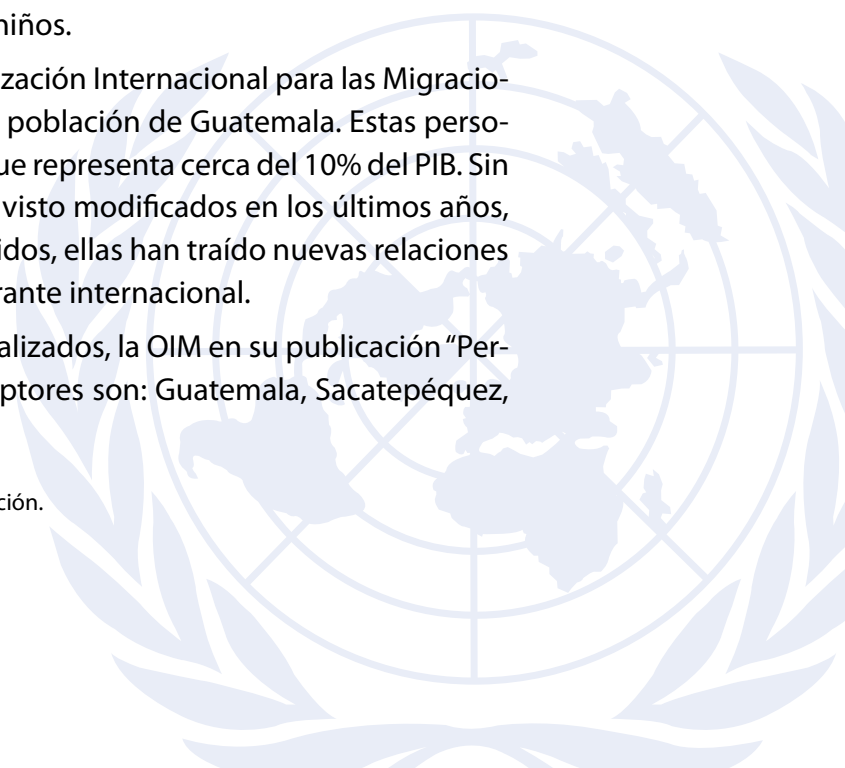 niños.
zación Internacional para las Migracio-
población de Guatemala. Estas perso-
ue representa cerca del 10% del PIB. Sin
visto modificados en los últimos años,
idos, ellas han traído nuevas relaciones
rante internacional.
alizados, la OIM en su publicación “Per-
ptores son: Guatemala, Sacatepéquez,
ción.